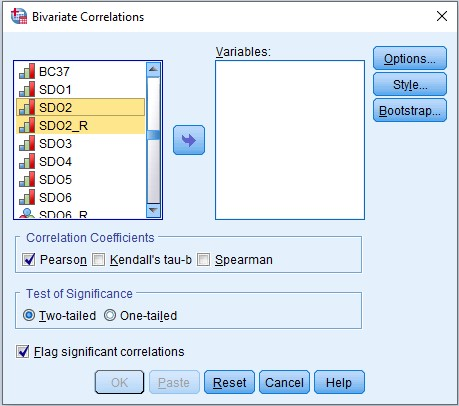 Bivariate Correlations
Variables:
BC37
SDO1
SDO2
SDO2_R
SDO3
SDO4
SDO5
SDO6
SDO6_R
Options...
Style...
Bootstrap...
Correlation Coefficients
Pearson Kendall's tau-b Spearman
Test of Significance
Two-tailed One-tailed
Flag significant correlations
OK Paste Reset Cancel Help